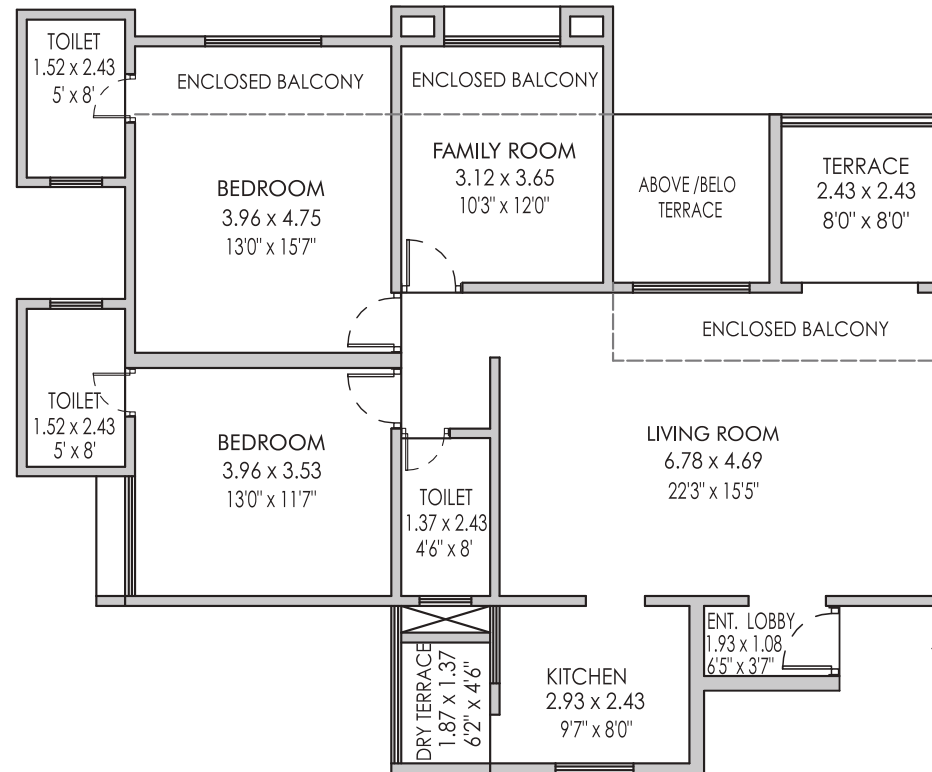 TOILET
1.52 x 2.43
5' x 8'
ENCLOSED BALCONY
ENCLOSED BALCONY
BEDROOM
3.96 x 4.75
13'0" x 15'7"
FAMILY ROOM
3.12 x 3.65
10'3" x 12'0"
ABOVE /BELO
TERRACE
TERRACE
2.43 x 2.43
8'0" x 8'0"
ENCLOSED BALCONY
TOILET
1.52 x 2.43
5' x 8'
BEDROOM
3.96 x 3.53
13'0" x 11'7"
LIVING ROOM
6.78 x 4.69
22'3" x 15'5"
TOILET
1.37 x 2.43
4'6" x 8'
ENT. LOBBY
1.93 x 1.08
6'5" x 3'7"
DRY TERRACE
1.87 x 1.37
6'2" x 4'6"
KITCHEN
2.93 x 2.43
9'7" x 8'0"